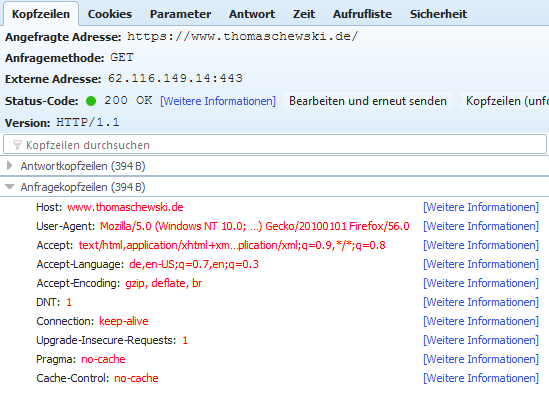 Kopfzeilen Cookies Parameter Antwort Zeit Aufrufliste Sicherheit
Angefragte Adresse: https://www.thomaschewski.de/
Anfragemethode: GET
Externe Adresse: 62.116.149.14:443
Status-Code: 200 OK [Weitere Informationen] Bearbeiten und erneut senden Kopfzeilen (unfo
Version: HTTP/1.1
Kopfzeilen durchsuchen
Antwortkopfzeilen (394 B)
Anfragekopfzeilen (394 B)
Host: www.thomaschewski.de [Weitere Informationen]
User-Agent: Mozilla/5.0 (Windows NT 10.0; …) Gecko/20100101 Firefox/56.0 [Weitere Informationen]
Accept: text/html,application/xhtml+xm…plication/xml;q=0.9,*/*;q=0.8 [Weitere Informationen]
Accept-Language: de,en-US;q=0.7,en;q=0.3 [Weitere Informationen]
Accept-Encoding: gzip, deflate, br [Weitere Informationen]
DNT: 1 [Weitere Informationen]
Connection: keep-alive [Weitere Informationen]
Upgrade-Insecure-Requests: 1 [Weitere Informationen]
Pragma: no-cache [Weitere Informationen]
Cache-Control: no-cache [Weitere Informationen]